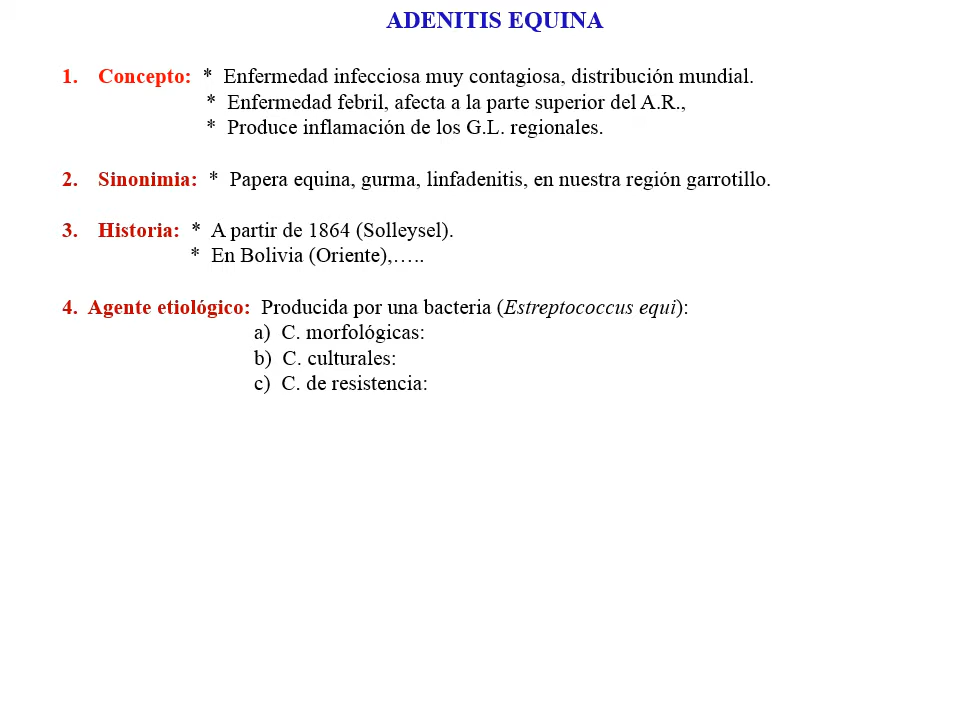 ADENITIS EQUINA
1. Concepto: * Enfermedad infecciosa muy contagiosa, distribución mundial.
* Enfermedad febril, afecta a la parte superior del A.R.,
* Produce inflamación de los G.L. regionales.
2. Sinonimia: * Papera equina, gurma, linfadenitis, en nuestra región garrotillo.
3. Historia: * A partir de 1864 (Solleysel).
* En Bolivia (Oriente),…..
4. Agente etiológico: Producida por una bacteria (Estreptococcus equi):
a) C. morfológicas:
b) C. culturales:
c) C. de resistencia: